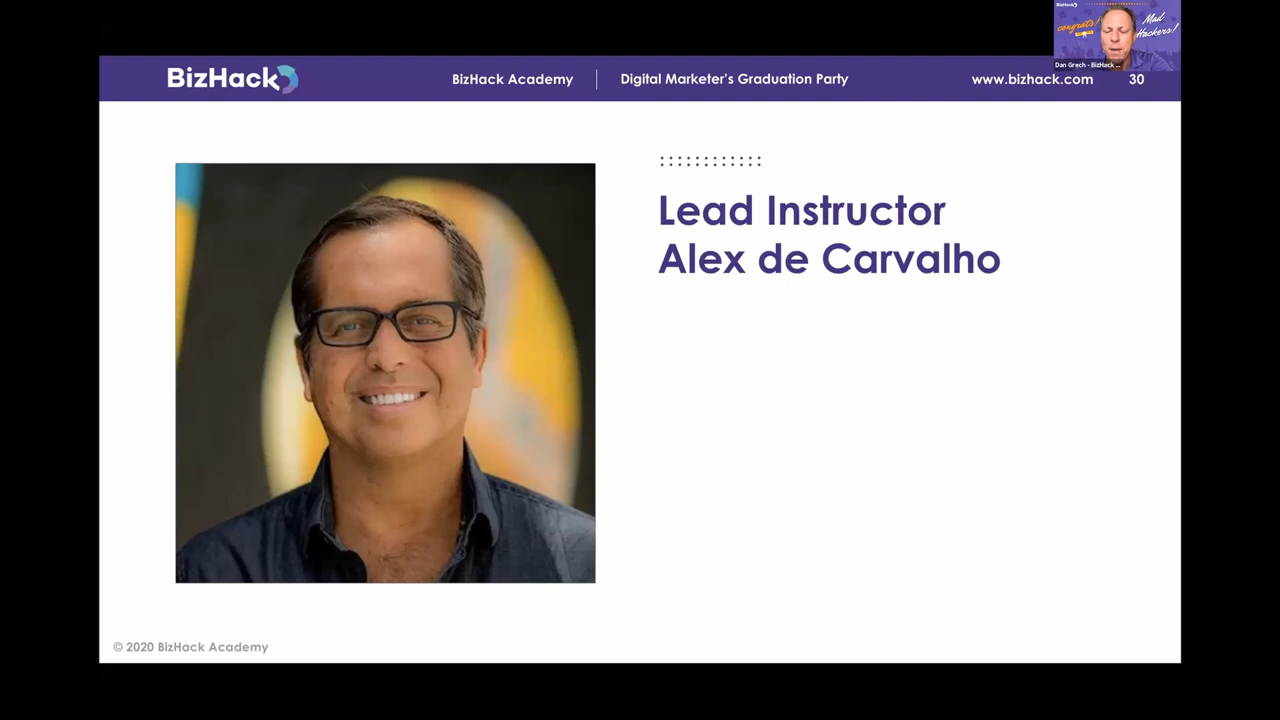 BizHack
congrats!
Mad
Hackers!
Dan Grech - BizHack ...
BizHack
BizHack Academy
Digital Marketer's Graduation Party
www.bizhack.com
30
Lead Instructor
Alex de Carvalho
© 2020 BizHack Academy